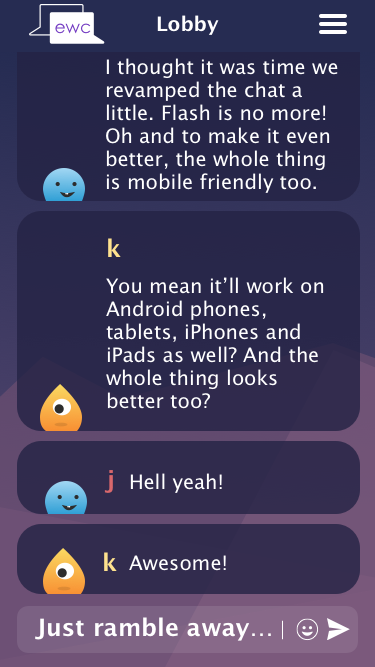 ewc
Lobby
I thought it was time we
revamped the chat a
little. Flash is no more!
Oh and to make it even
better, the whole thing
is mobile friendly too.
k
You mean it’ll work on
Android phones,
tablets, iPhones and
iPads as well? And the
whole thing looks
better too?
j Hell yeah!
k Awesome!
Just ramble away...